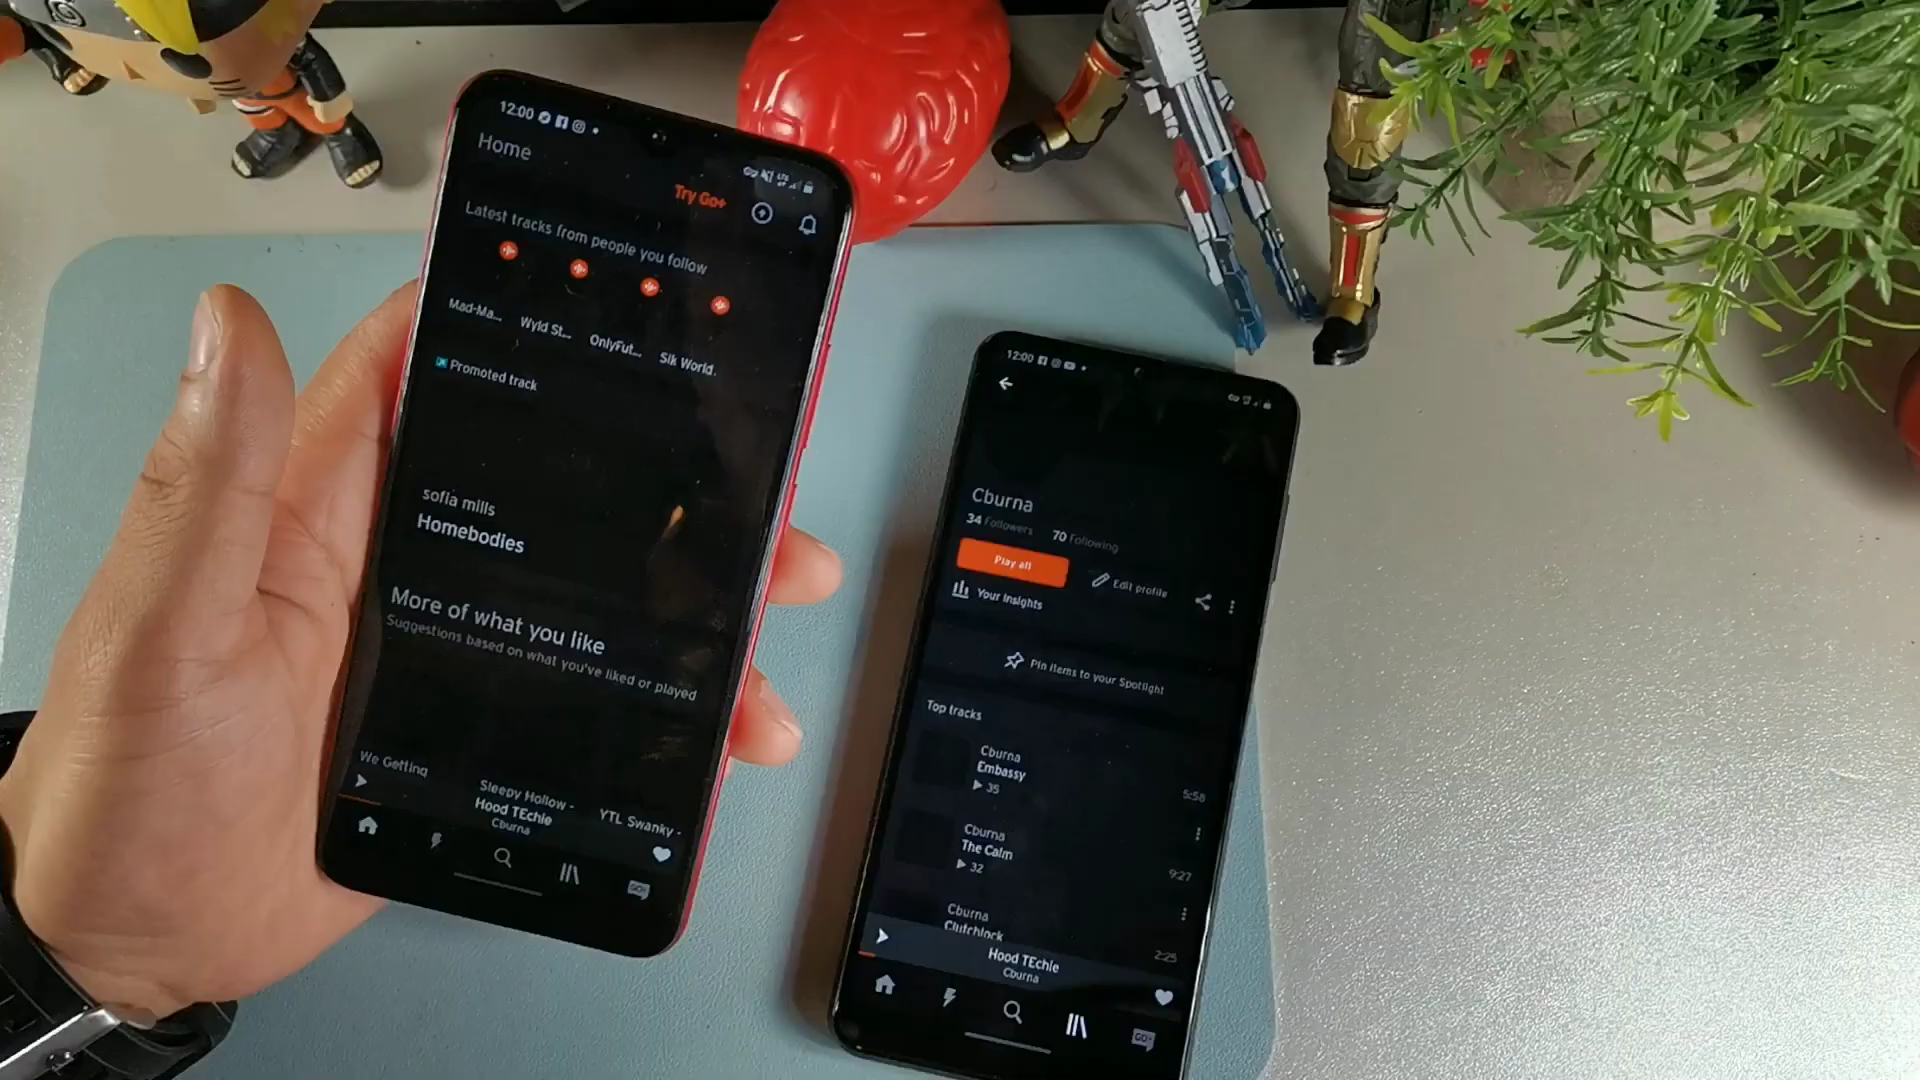 12:00
Home
LTE
Try Go+
Latest tracks from people you follow
Mad-Ma...
Wyld St...
OnlyFut...
Sik World.
Promoted track
sofia mills
Homebodies
More of what you like
Suggestions based on what you've liked or played
We Getting
Sleepy Hollow -
YTL Swanky -
Hood TEchie
Cburna
GO+
12:00
Cburna
34 Followers
70 Following
Play all
Edit profile
Your insights
Pin items to your Spotlight
Top tracks
Cburna
Embassy
35
5:58
Cburna
The Calm
32
9:27
Cburna
Clutchlock
2:25
Hood TEchie
Cburna
GO+